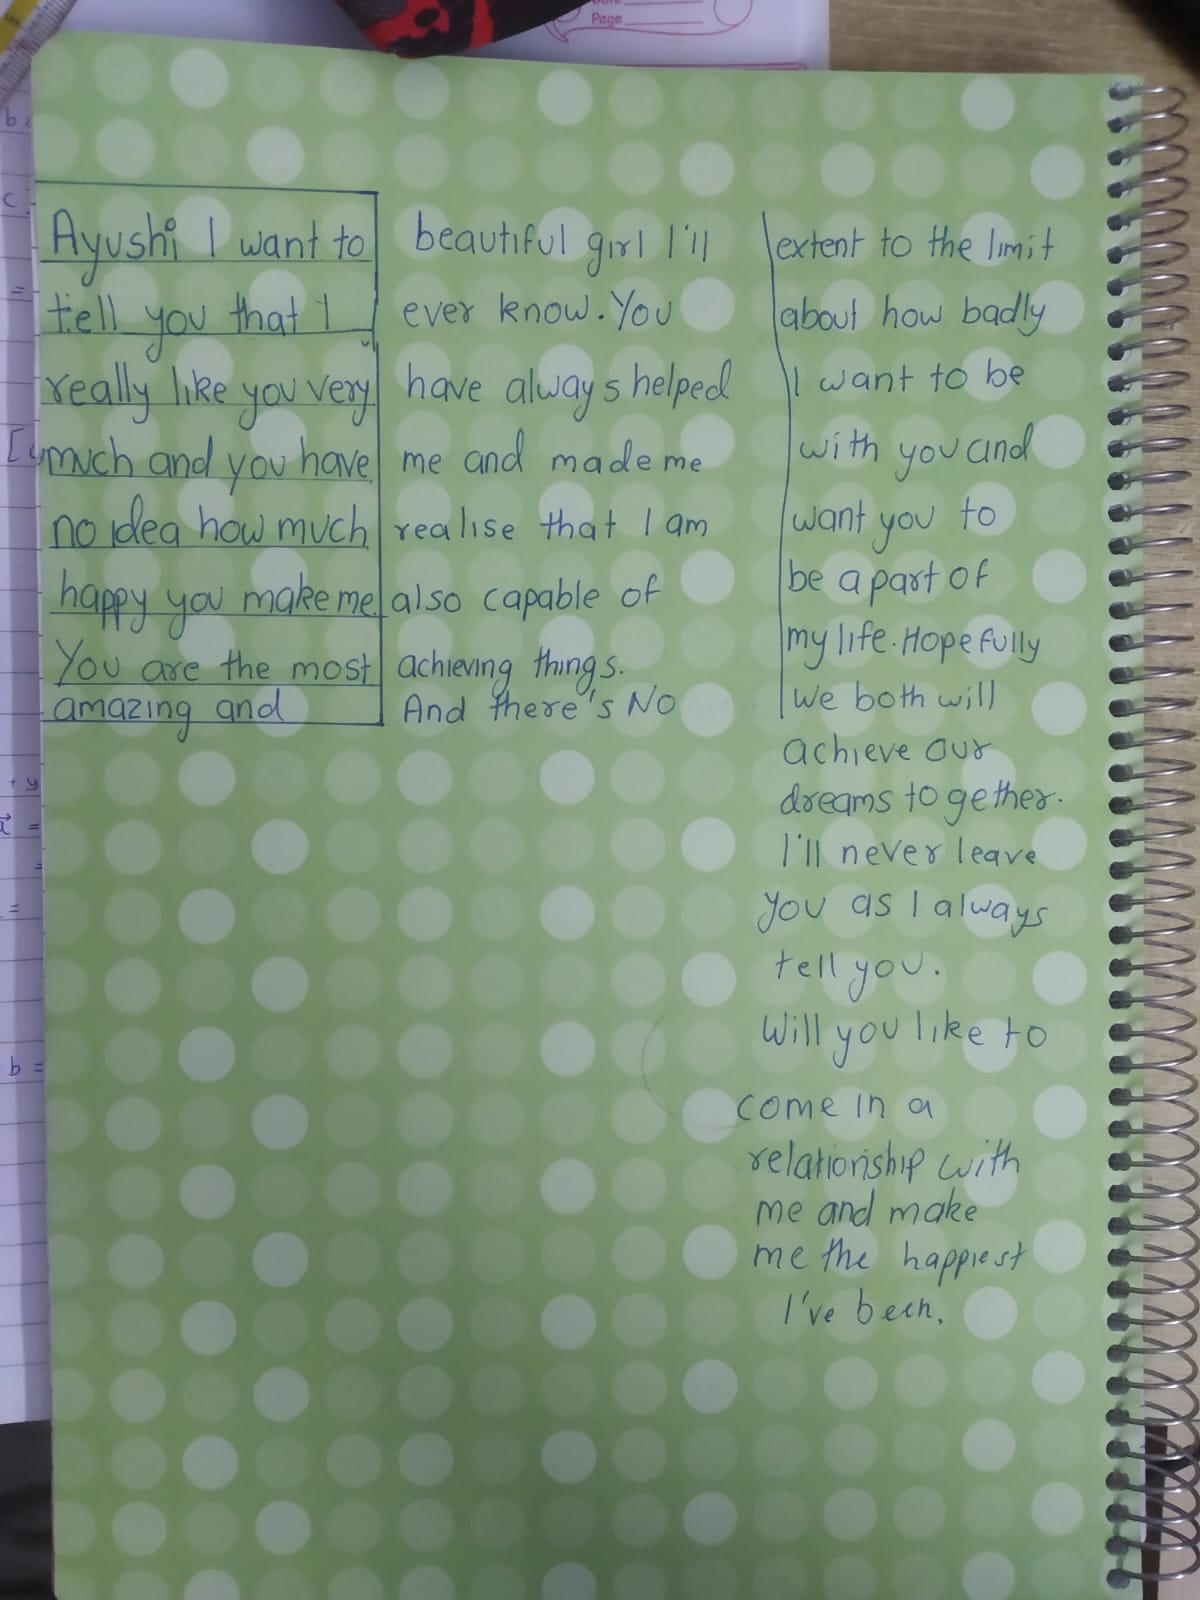 Page
Ayushi I want to
tell you that I
really like you very
much and you have
no idea how much
happy you make me.
You are the most
amazing and
beautiful girl I'll
ever know. You
have always helped
me and made me
realise that I am
also capable of
achieving things.
And there's No
extent to the limit
about how badly
I want to be
with you and
want you to
be a part of
my life. Hopefully
we both will
achieve our
dreams together.
I'll never leave
you as I always
tell you.
Will you like to
come in a
relationship with
me and make
me the happiest
I've been.